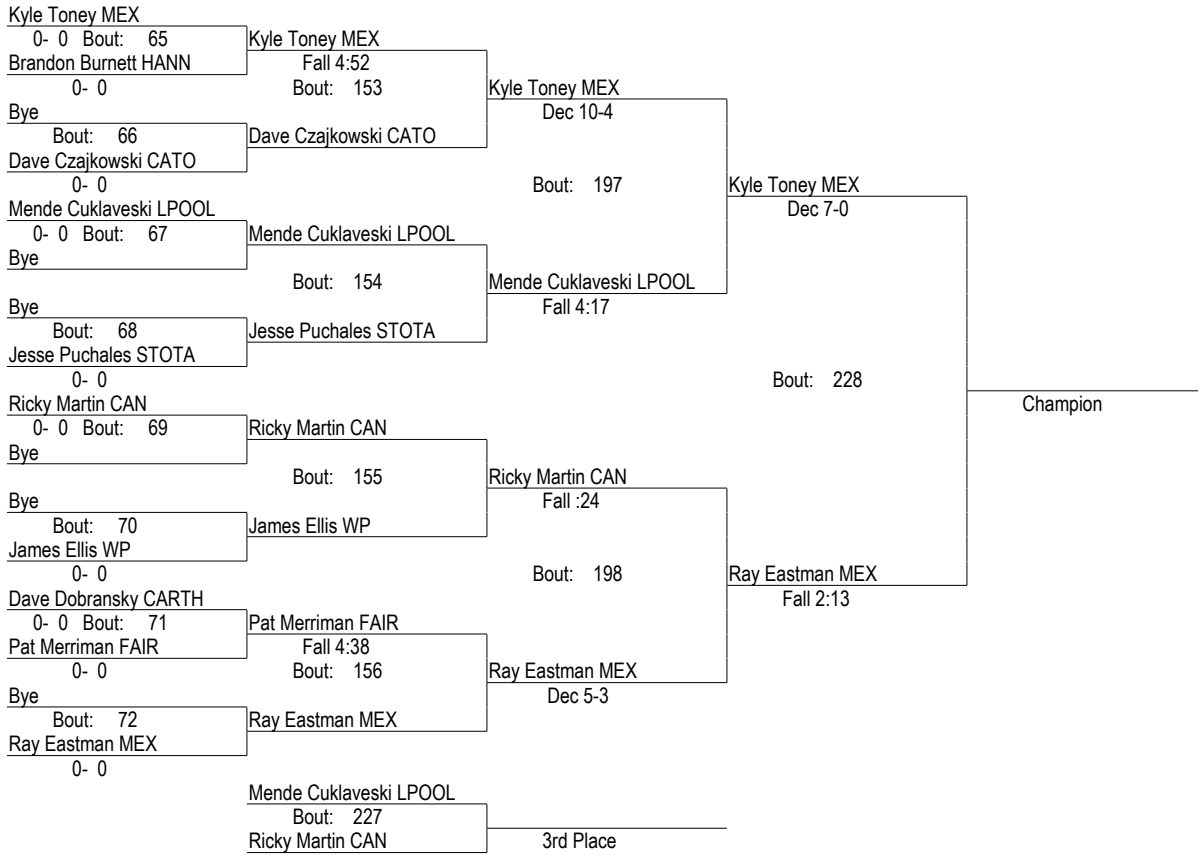 Kyle Toney MEX
0- 0 Bout: 65 Kyle Toney MEX
Brandon Burnett HANN Fall 4:52
0- 0 Bout: 153 Kyle Toney MEX
Bye Dec 10-4
Bout: 66 Dave Czajkowski CATO
Dave Czajkowski CATO
0- 0 Bout: 197 Kyle Toney MEX
Mende Cuklaveski LPOOL Dec 7-0
0- 0 Bout: 67 Mende Cuklaveski LPOOL
Bye
Bout: 154 Mende Cuklaveski LPOOL
Bye Fall 4:17
Bout: 68 Jesse Puchales STOTA
Jesse Puchales STOTA
0- 0 Bout: 228
Ricky Martin CAN Champion
0- 0 Bout: 69 Ricky Martin CAN
Bye
Bout: 155 Ricky Martin CAN
Bye Fall :24
Bout: 70 James Ellis WP
James Ellis WP
0- 0 Bout: 198 Ray Eastman MEX
Dave Dobransky CARTH Fall 2:13
0- 0 Bout: 71 Pat Merriman FAIR
Pat Merriman FAIR Fall 4:38
0- 0 Bout: 156 Ray Eastman MEX
Bye Dec 5-3
Bout: 72 Ray Eastman MEX
Ray Eastman MEX
0- 0
Mende Cuklaveski LPOOL
Bout: 227
Ricky Martin CAN 3rd Place